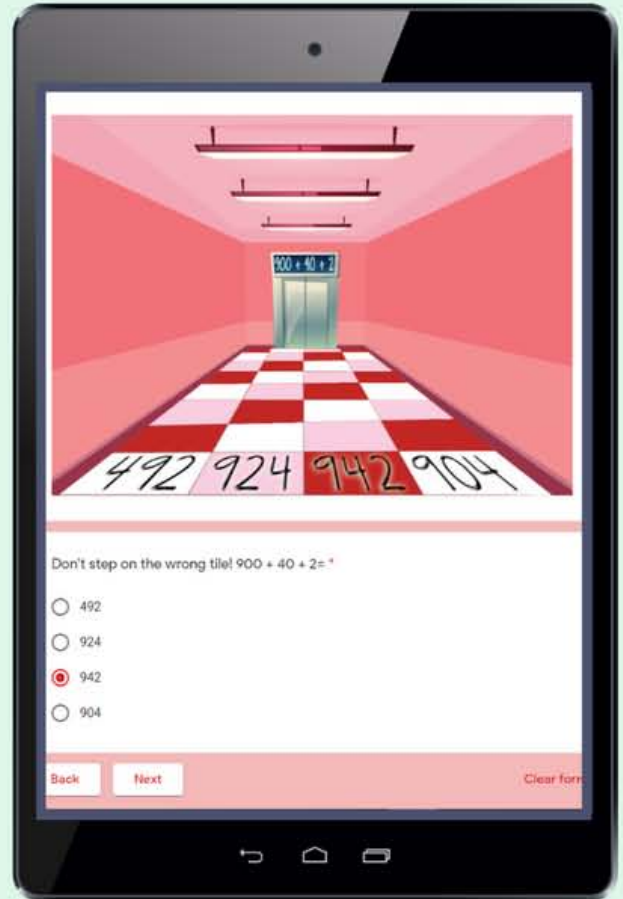 900 + 40 + 2
492 924 942 904
Don't step on the wrong tile! 900 + 40 + 2= *
492
924
942
904
Back Next Clear form